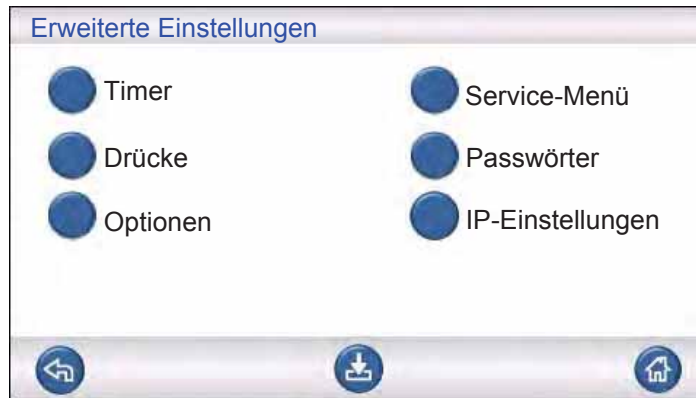 Erweiterte Einstellungen
Timer
Drücke
Optionen
Service-Menü
Passwörter
IP-Einstellungen